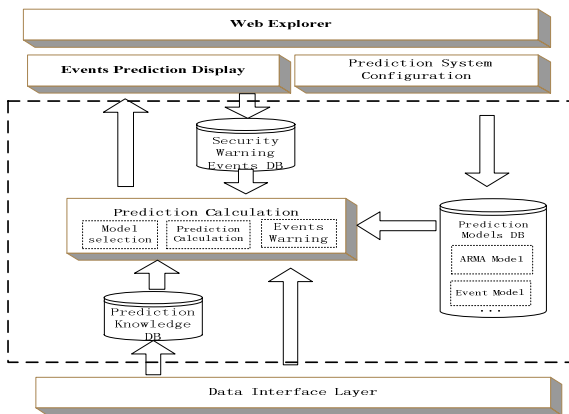 Web Explorer
Events Prediction Display
Prediction System
Configuration
Security
Warning
Events DB
Prediction Calculation
Model
selection
Prediction
Calculation
Events
Warning
Prediction
Models DB
ARMA Model
Event Model
...
Prediction
Knowledge
DB
Data Interface Layer